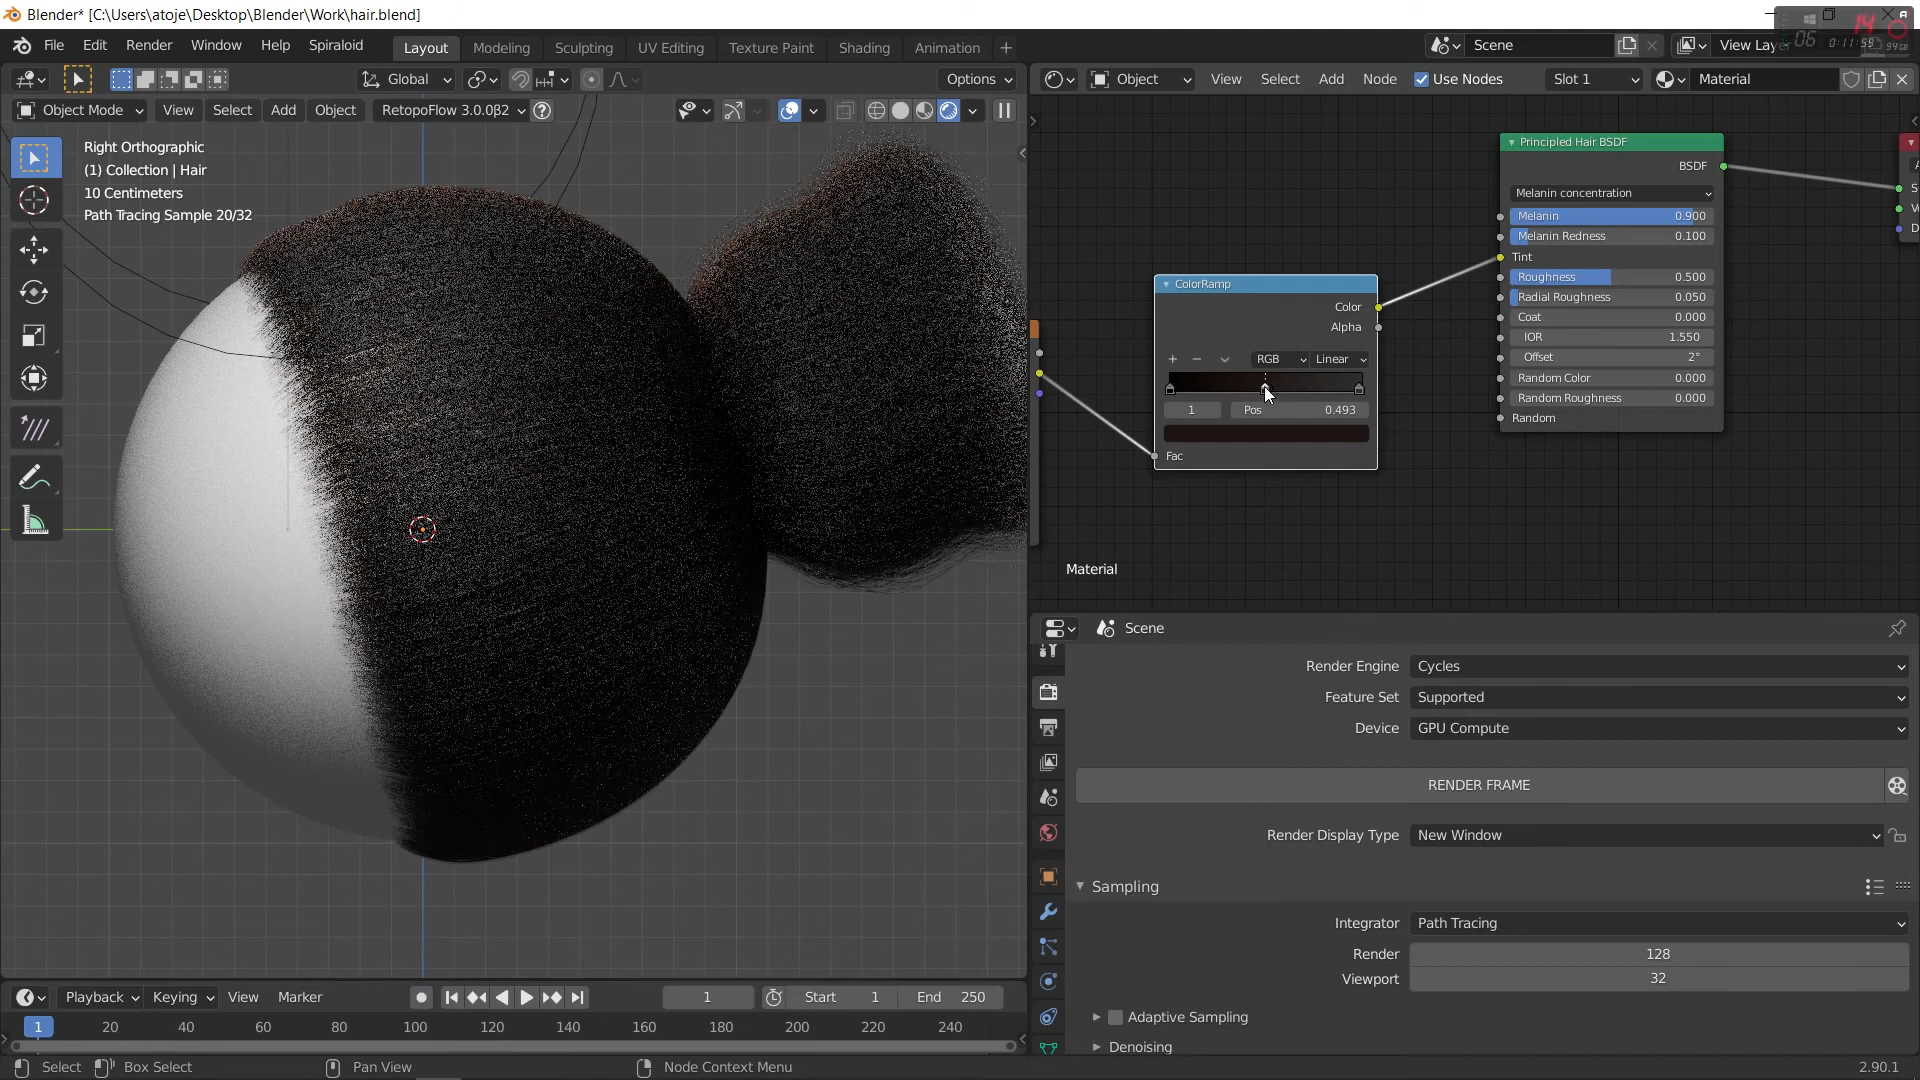 Blender* [C:\Users\atoje\Desktop\Blender\Work\hair.blend]
File Edit Render Window Help Spiraloid Layout Modeling Sculpting UV Editing Texture Paint Shading Animation + Scene View Lay
14
06 0:11:59 94
Global Options
Object Select Add Node Use Nodes Slot 1 Material
View
Object Mode View Select Add Object RetopoFlow 3.0.0β2
Right Orthographic
(1) Collection | Hair
10 Centimeters
Path Tracing Sample 20/32
Principled Hair BSDF
BSDF
Melanin concentration
Melanin 0.900
Melanin Redness 0.100
Tint
Roughness 0.500
Radial Roughness 0.050
Coat 0.000
IOR 1.550
Offset 2°
Random Color 0.000
Random Roughness 0.000
Random
ColorRamp
Color
Alpha
RGB Linear
1 Pos 0.493
Fac
Material
Scene
Render Engine Cycles
Feature Set Supported
Device GPU Compute
RENDER FRAME
Render Display Type New Window
Sampling
Integrator Path Tracing
Render 128
Viewport 32
Adaptive Sampling
Denoising
Playback Keying View Marker 1 Start 1 End 250
1 20 40 60 80 100 120 140 160 180 200 220 240
Select Box Select Pan View Node Context Menu 2.90.1